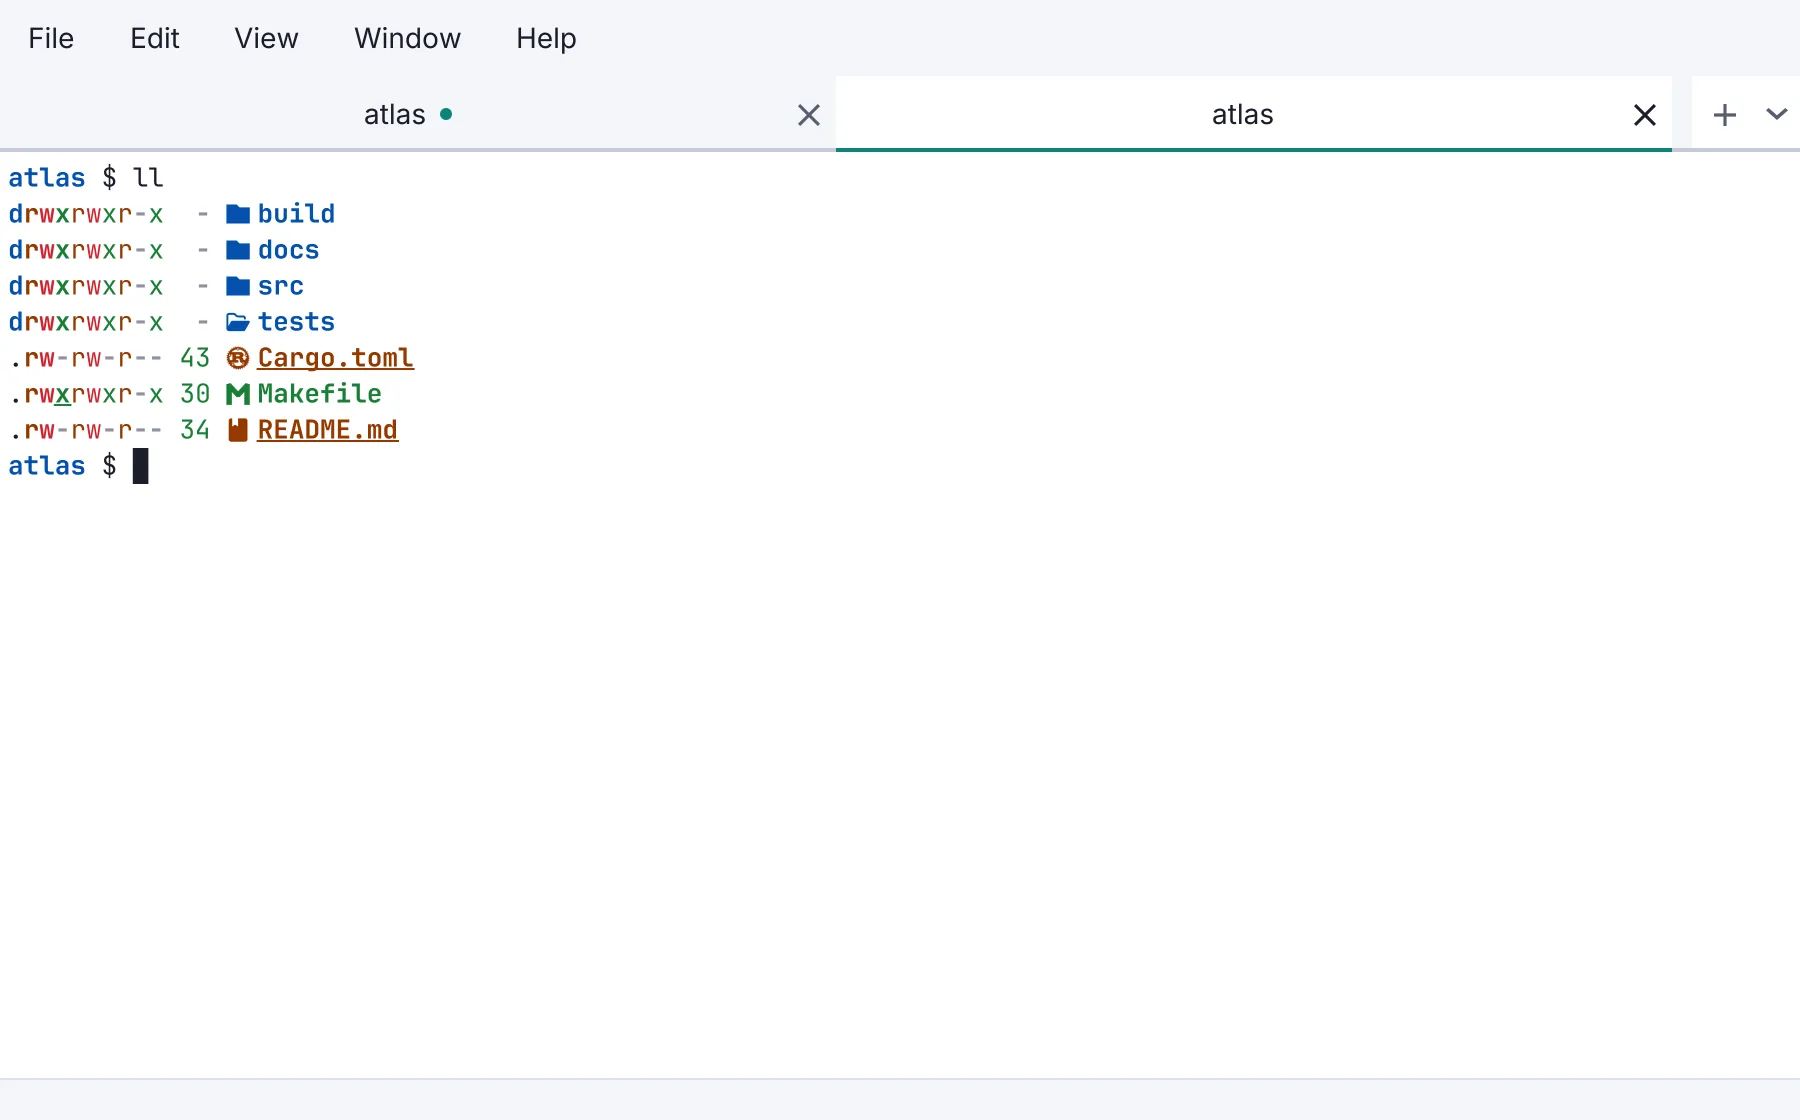 File Edit View Window Help
atlas atlas
atlas $ ll
drwxrwxr-x - build
drwxrwxr-x - docs
drwxrwxr-x - src
drwxrwxr-x - tests
.rw-rw-r-- 43 Cargo.toml
.rwxrwxr-x 30 Makefile
.rw-rw-r-- 34 README.md
atlas $